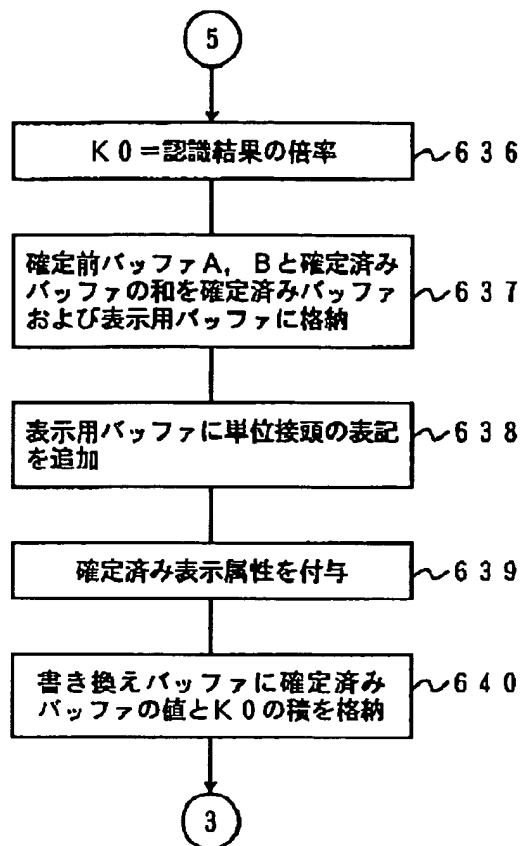 5
K0=認識結果の倍率
636
確定前バッファA,Bと確定済み
バッファの和を確定済みバッファ
および表示用バッファに格納
637
表示用バッファに単位接頭の表記
を追加
638
確定済み表示属性を付与
639
書き換えバッファに確定済み
バッファの値とK0の積を格納
640
3